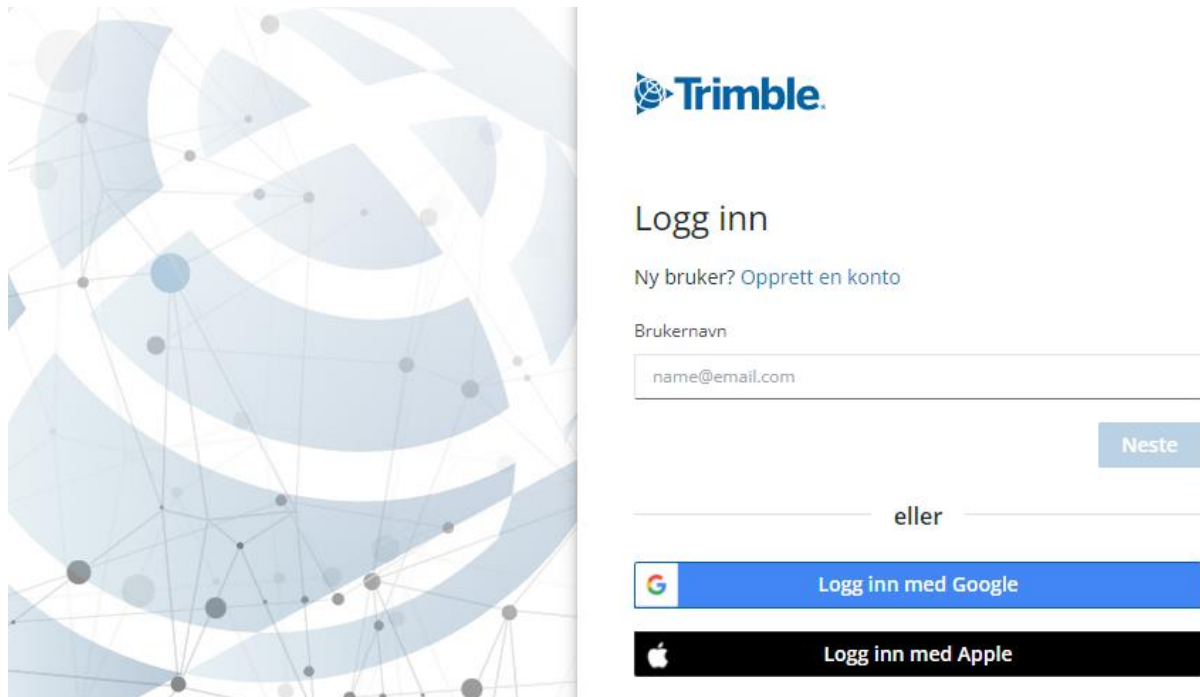 Trimble.
Logg inn
Ny bruker? Opprett en konto
Brukernavn
name@email.com
Neste
eller
Logg inn med Google
Logg inn med Apple